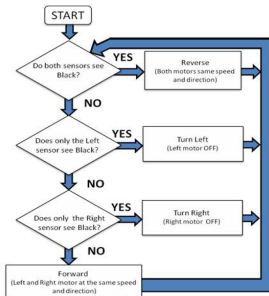 START
Do both sensors see
Black?
YES
Reverse
(Both motors same speed
and direction)
NO
Does only the Left
sensor see Black?
YES
Turn Left
(Left motor OFF)
NO
Does only the Right
sensor see Black?
YES
Turn Right
(Right motor OFF)
NO
Forward
(Left and Right motor at the same speed
and direction)